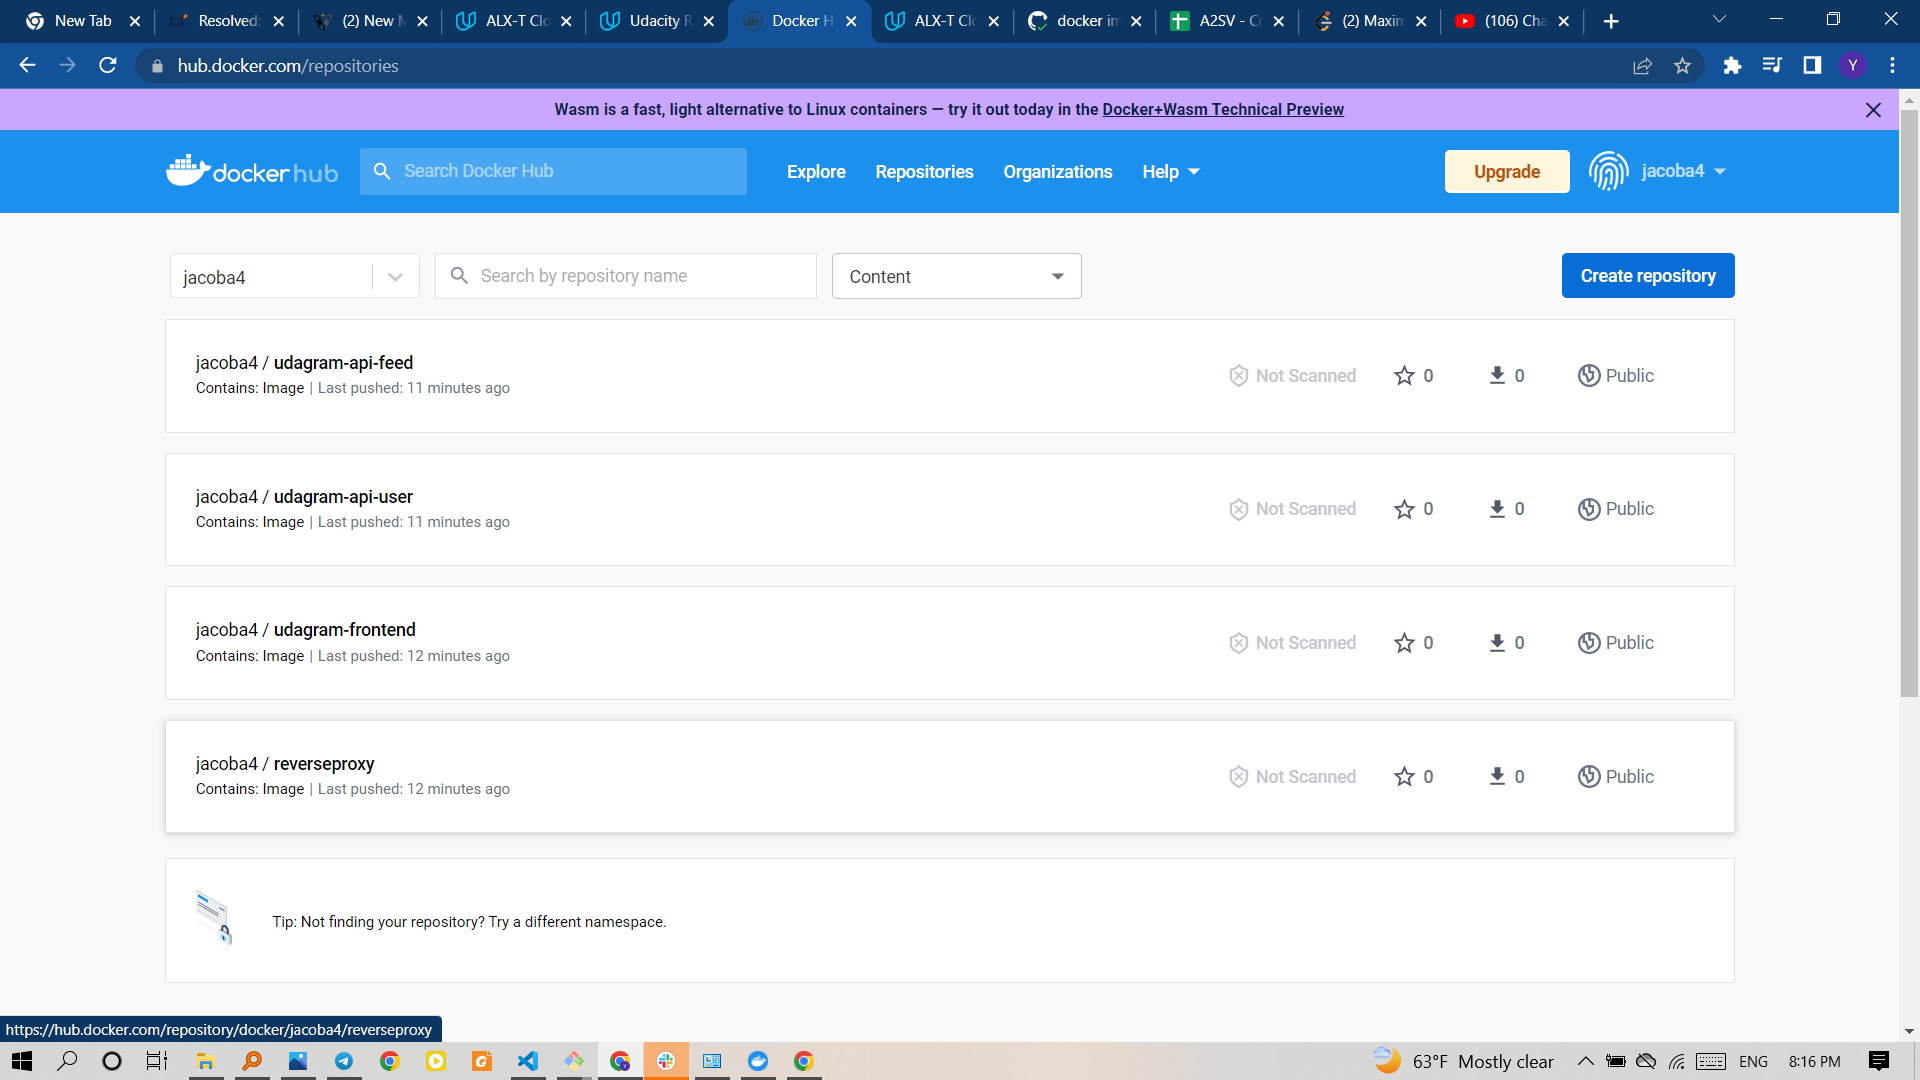 New Tab
Resolved:
(2) New M
ALX-T Clo
Udacity R
Docker H
ALX-T Clo
docker im
A2SV - Co
(2) Maxim
(106) Cha
hub.docker.com/repositories
Y
Wasm is a fast, light alternative to Linux containers — try it out today in the Docker+Wasm Technical Preview
docker hub
Search Docker Hub
Explore
Repositories
Organizations
Help
Upgrade
jacoba4
jacoba4
Search by repository name
Content
Create repository
jacoba4 / udagram-api-feed
Contains: Image | Last pushed: 11 minutes ago
Not Scanned
0
0
Public
jacoba4 / udagram-api-user
Contains: Image | Last pushed: 11 minutes ago
Not Scanned
0
0
Public
jacoba4 / udagram-frontend
Contains: Image | Last pushed: 12 minutes ago
Not Scanned
0
0
Public
jacoba4 / reverseproxy
Contains: Image | Last pushed: 12 minutes ago
Not Scanned
0
0
Public
Tip: Not finding your repository? Try a different namespace.
https://hub.docker.com/repository/docker/jacoba4/reverseproxy
63°F Mostly clear
ENG
8:16 PM